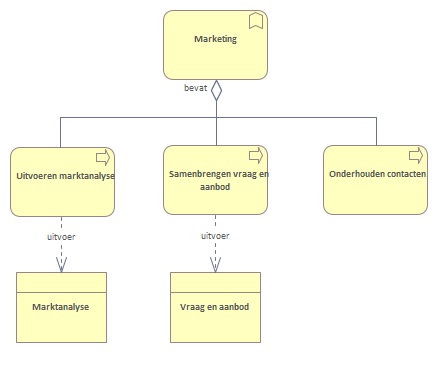 Marketing
bevat
Uitvoeren marktanalyse
Samenbrengen vraag en
aanbod
Onderhouden contacten
uitvoer
uitvoer
Marktanalyse
Vraag en aanbod